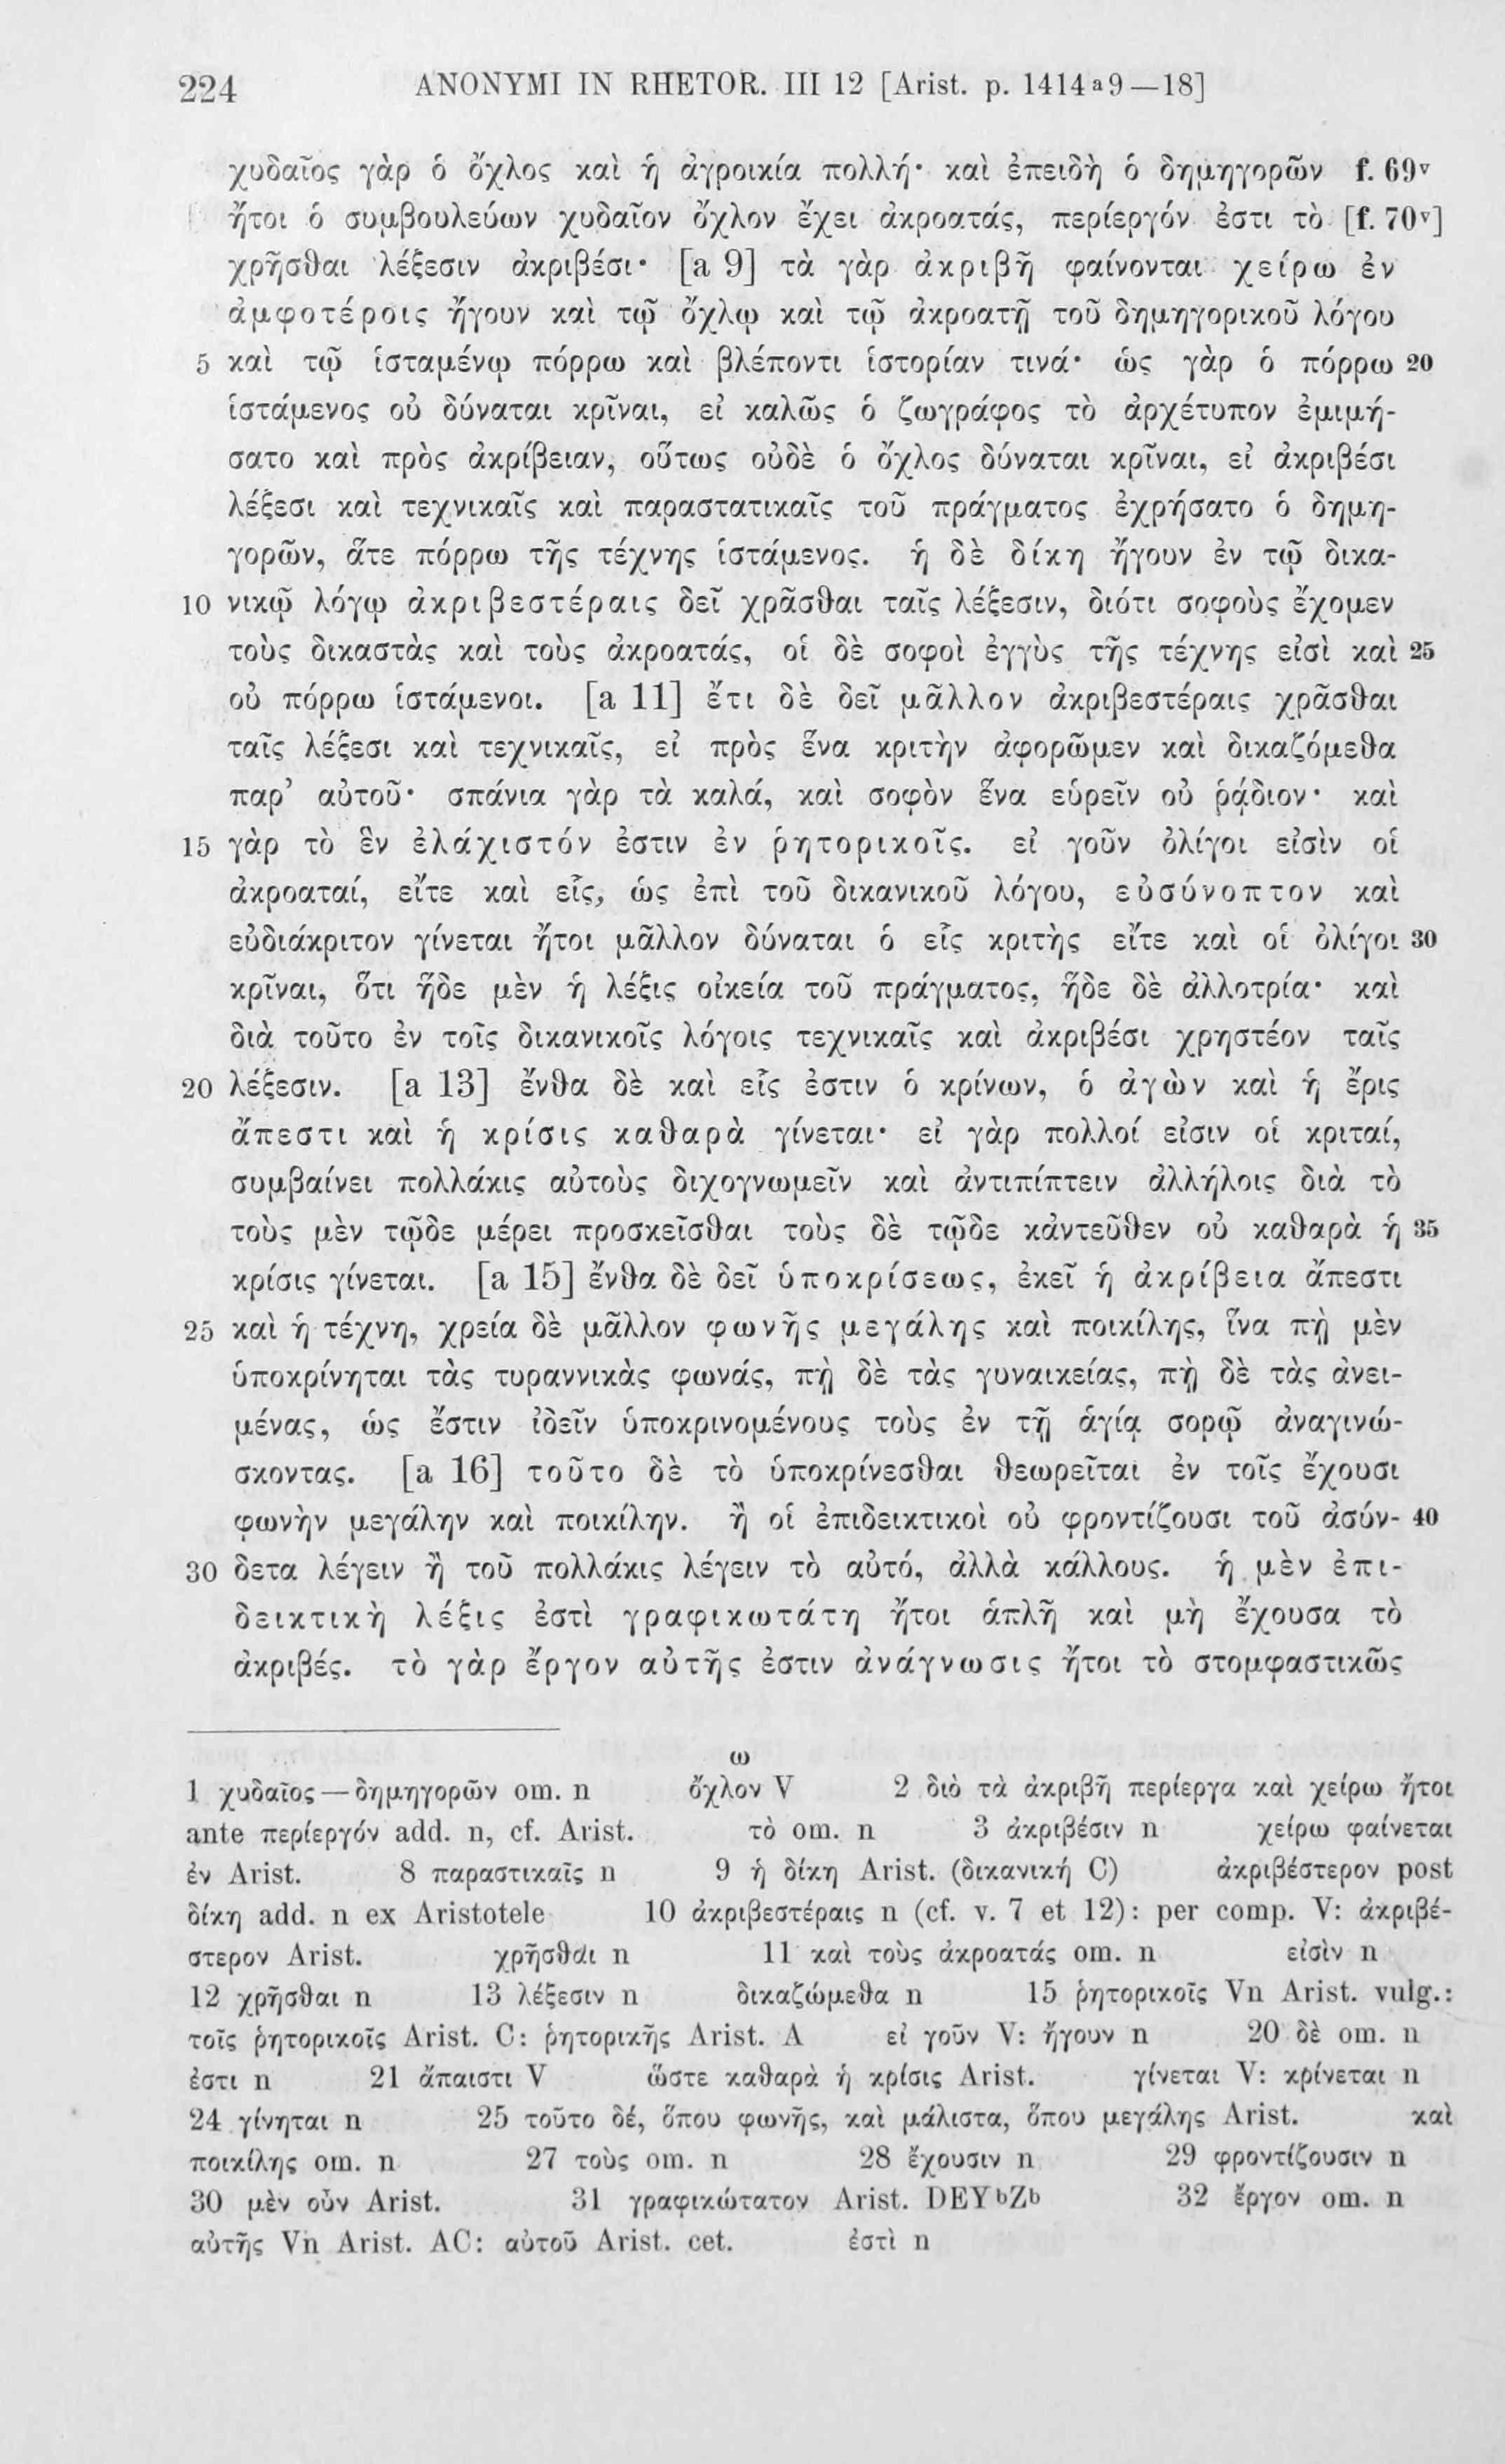 224 ANONYMI IN RHETOR. III 12 [Arist. p. 1414 a 9—18]
χυδαῖος γὰρ ὁ ὄχλος καὶ ἡ ἀγροικία πολλή· καὶ ἐπειδὴ ὁ δημηγορῶν f. 69v
ἤτοι ὁ συμβουλεύων χυδαῖον ὄχλον ἔχει ἀκροατάς, περίεργόν ἐστι τὸ [f. 70v]
χρῆσθαι λέξεσιν ἀκριβέσι· [a 9] τὰ γὰρ ἀκριβῆ φαίνονται χείρω ἐν
ἀμφοτέροις ἤγουν καὶ τῷ ὄχλῳ καὶ τῷ ἀκροατῇ τοῦ δημηγορικοῦ λόγου
5 καὶ τῷ ἱσταμένῳ πόρρω καὶ βλέποντι ἱστορίαν τινά· ὡς γὰρ ὁ πόρρω 20
ἱστάμενος οὐ δύναται κρῖναι, εἰ καλῶς ὁ ζωγράφος τὸ ἀρχέτυπον ἐμιμή-
σατο καὶ πρὸς ἀκρίβειαν, οὕτως οὐδὲ ὁ ὄχλος δύναται κρῖναι, εἰ ἀκριβέσι
λέξεσι καὶ τεχνικαῖς καὶ παραστατικαῖς τοῦ πράγματος ἐχρήσατο ὁ δημη-
γορῶν, ἅτε πόρρω τῆς τέχνης ἱστάμενος. ἡ δὲ δίκη ἤγουν ἐν τῷ δικα-
10 νικῷ λόγῳ ἀκριβεστέραις δεῖ χρᾶσθαι ταῖς λέξεσιν, διότι σοφοὺς ἔχομεν
τοὺς δικαστὰς καὶ τοὺς ἀκροατάς, οἱ δὲ σοφοὶ ἐγγὺς τῆς τέχνης εἰσὶ καὶ 25
οὐ πόρρω ἱστάμενοι. [a 11] ἔτι δὲ δεῖ μᾶλλον ἀκριβεστέραις χρᾶσθαι
ταῖς λέξεσι καὶ τεχνικαῖς, εἰ πρὸς ἕνα κριτὴν ἀφορῶμεν καὶ δικαζόμεθα
παρ’ αὐτοῦ· σπάνια γὰρ τὰ καλά, καὶ σοφὸν ἕνα εὑρεῖν οὐ ῥᾴδιον· καὶ
15 γὰρ τὸ ἓν ἐλάχιστόν ἐστιν ἐν ῥητορικοῖς. εἰ γοῦν ὀλίγοι εἰσὶν οἱ
ἀκροαταί, εἴτε καὶ εἷς, ὡς ἐπὶ τοῦ δικανικοῦ λόγου, εὐσύνοπτον καὶ
εὐδιάκριτον γίνεται ἤτοι μᾶλλον δύναται ὁ εἷς κριτὴς εἴτε καὶ οἱ ὀλίγοι 30
κρῖναι, ὅτι ἥδε μὲν ἡ λέξις οἰκεία τοῦ πράγματος, ἥδε δὲ ἀλλοτρία· καὶ
διὰ τοῦτο ἐν τοῖς δικανικοῖς λόγοις τεχνικαῖς καὶ ἀκριβέσι χρηστέον ταῖς
20 λέξεσιν. [a 13] ἔνθα δὲ καὶ εἷς ἐστιν ὁ κρίνων, ὁ ἀγὼν καὶ ἡ ἔρις
ἄπεστι καὶ ἡ κρίσις καθαρὰ γίνεται· εἰ γὰρ πολλοί εἰσιν οἱ κριταί,
συμβαίνει πολλάκις αὐτοὺς διχογνωμεῖν καὶ ἀντιπίπτειν ἀλλήλοις διὰ τὸ
τοὺς μὲν τῷδε μέρει προσκεῖσθαι τοὺς δὲ τῷδε κἀντεῦθεν οὐ καθαρὰ ἡ 35
κρίσις γίνεται. [a 15] ἔνθα δὲ δεῖ ὑποκρίσεως, ἐκεῖ ἡ ἀκρίβεια ἄπεστι
25 καὶ ἡ τέχνη, χρεία δὲ μᾶλλον φωνῆς μεγάλης καὶ ποικίλης, ἵνα πὴ μὲν
ὑποκρίνηται τὰς τυραννικὰς φωνάς, πὴ δὲ τὰς γυναικείας, πὴ δὲ τὰς ἀνει-
μένας, ὡς ἔστιν ἰδεῖν ὑποκρινομένους τοὺς ἐν τῇ ἁγίᾳ σορῷ ἀναγινώ-
σκοντας. [a 16] τοῦτο δὲ τὸ ὑποκρίνεσθαι θεωρεῖται ἐν τοῖς ἔχουσι
φωνὴν μεγάλην καὶ ποικίλην. ἢ οἱ ἐπιδεικτικοὶ οὐ φροντίζουσι τοῦ ἀσύν- 40
30 δετα λέγειν ἢ τοῦ πολλάκις λέγειν τὸ αὐτό, ἀλλὰ κάλλους. ἡ μὲν ἐπι-
δεικτικὴ λέξις ἐστὶ γραφικωτάτη ἤτοι ἁπλῆ καὶ μὴ ἔχουσα τὸ
ἀκριβές. τὸ γὰρ ἔργον αὐτῆς ἐστιν ἀνάγνωσις ἤτοι τὸ στομφαστικῶς
ω
1 χυδαῖος—δημηγορῶν om. n ὄχλον V 2 διὸ τὰ ἀκριβῆ περίεργα καὶ χείρω ἤτοι
ante περίεργόν add. n, cf. Arist. τὸ om. n 3 ἀκριβέσιν n χείρω φαίνεται
ἐν Arist. 8 παραστικαῖς n 9 ἡ δίκη Arist. (δικανική C) ἀκριβέστερον post
δίκη add. n ex Aristotele 10 ἀκριβεστέραις n (cf. v. 7 et 12): per comp. V: ἀκριβέ-
στερον Arist. χρῆσθαι n 11 καὶ τοὺς ἀκροατάς om. n εἰσὶν n
12 χρῆσθαι n 13 λέξεσιν n δικαζώμεθα n 15 ῥητορικοῖς Vn Arist. vulg.:
τοῖς ῥητορικοῖς Arist. C: ῥητορικῆς Arist. A εἰ γοῦν V: ἤγουν n 20 δὲ om. n
ἐστι n 21 ἄπαιστι V ὥστε καθαρὰ ἡ κρίσις Arist. γίνεται V: κρίνεται n
24 γίνηται n 25 τοῦτο δέ, ὅπου φωνῆς, καὶ μάλιστα, ὅπου μεγάλης Arist. καὶ
ποικίλης om. n 27 τοὺς om. n 28 ἔχουσιν n 29 φροντίζουσιν n
30 μὲν οὖν Arist. 31 γραφικώτατον Arist. DEYbZb 32 ἔργον om. n
αὐτῆς Vn Arist. AC: αὐτοῦ Arist. cet. ἐστὶ n